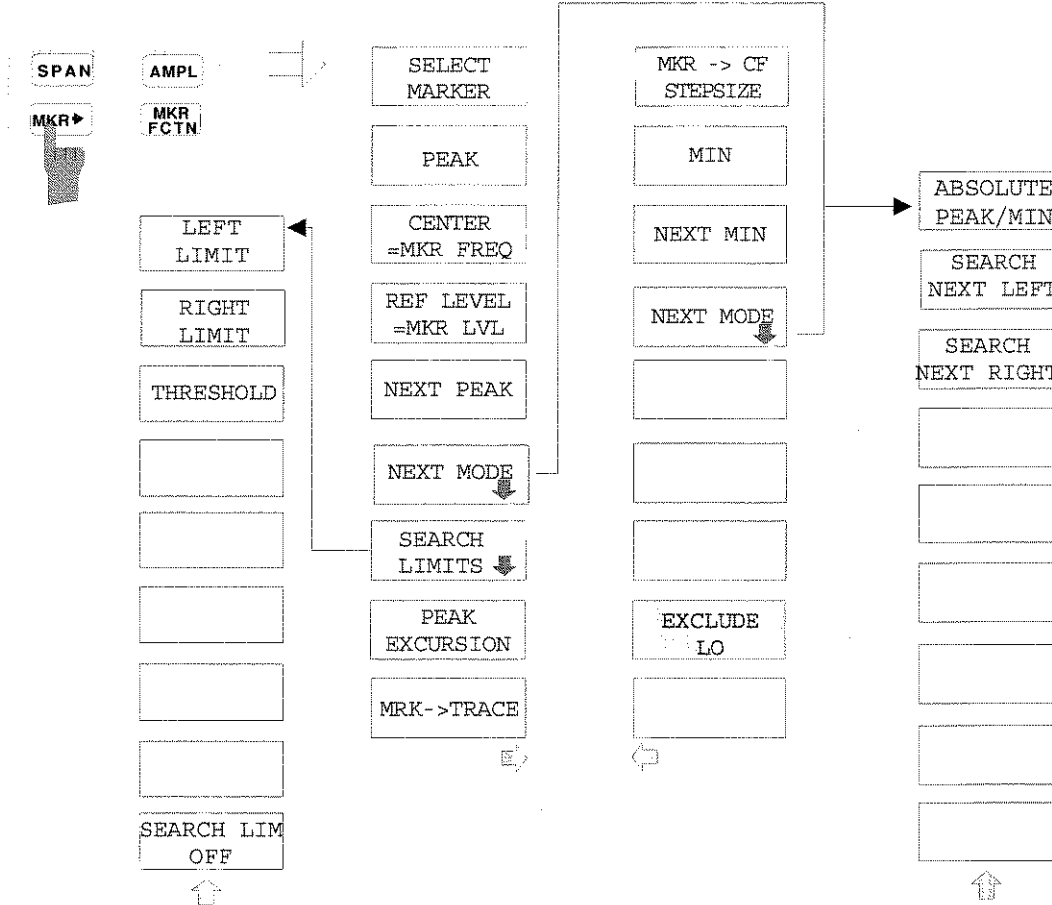 SPAN
AMPL
MKR
MKR
FCTN
SELECT
MARKER
PEAK
CENTER
=MKR FREQ
REF LEVEL
=MKR LVL
NEXT PEAK
NEXT MODE
SEARCH
LIMITS
PEAK
EXCURSION
MRK->TRACE
LEFT
LIMIT
RIGHT
LIMIT
THRESHOLD
SEARCH LIM
OFF
MKR -> CF
STEPSIZE
MIN
NEXT MIN
NEXT MODE
EXCLUDE
LO
ABSOLUTE
PEAK/MIN
SEARCH
NEXT LEFT
SEARCH
NEXT RIGHT